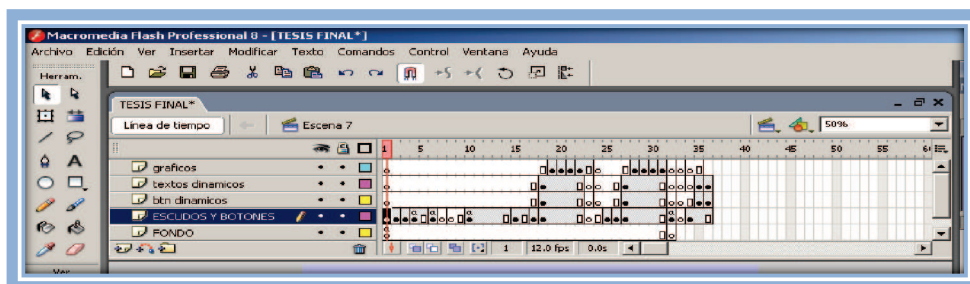 Macromedia Flash Professional 8 - [TESIS FINAL*]
Archivo Edición Ver Insertar Modificar Texto Comandos Control Ventana Ayuda
Herram.
TESIS FINAL*
Línea de tiempo Escena 7 50%
1 5 10 15 20 25 30 35 40 45 50 55
graficos
textos dinamicos
btn dinamicos
ESCUDOS Y BOTONES
FONDO
1 12.0 fps 0.0s
Ver